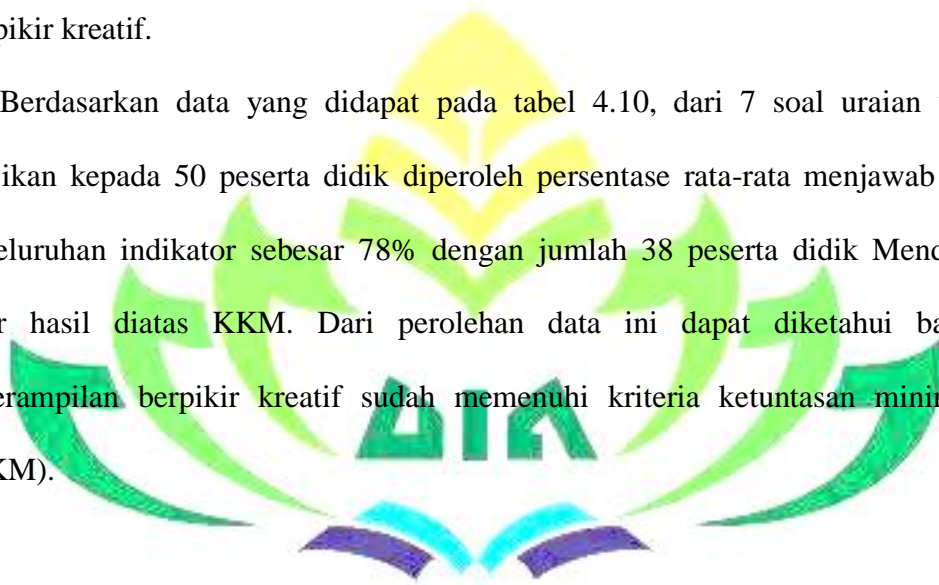 pikir kreatif.
Berdasarkan data yang didapat pada tabel 4.10, dari 7 soal uraian
ikan kepada 50 peserta didik diperoleh persentase rata-rata menjawab
eluruhan indikator sebesar 78% dengan jumlah 38 peserta didik Mend
r hasil diatas KKM. Dari perolehan data ini dapat diketahui ba
erampilan berpikir kreatif sudah memenuhi kriteria ketuntasan minim
KM).